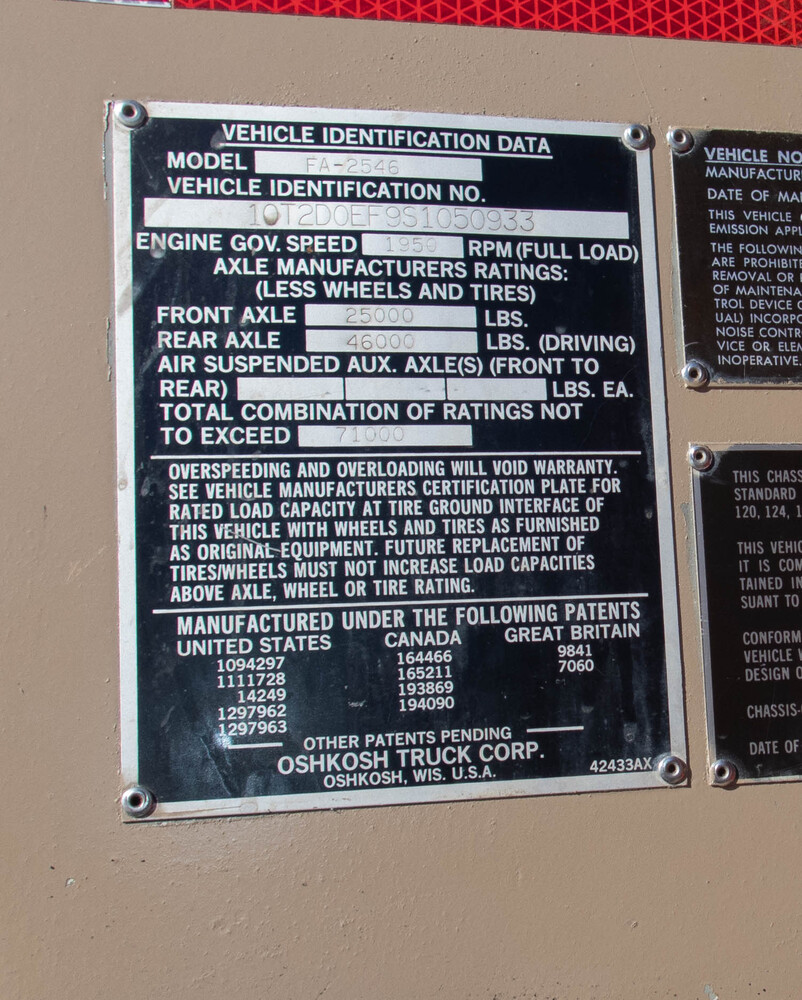 VEHICLE IDENTIFICATION DATA
MODEL FA-2546
VEHICLE IDENTIFICATION NO.
10T2D0EF9S1050933
ENGINE GOV. SPEED 1950 RPM (FULL LOAD)
AXLE MANUFACTURERS RATINGS:
(LESS WHEELS AND TIRES)
FRONT AXLE 25000 LBS.
REAR AXLE 46000 LBS. (DRIVING)
AIR SUSPENDED AUX. AXLE(S) (FRONT TO
REAR) LBS. EA.
TOTAL COMBINATION OF RATINGS NOT
TO EXCEED 71000
OVERSPEEDING AND OVERLOADING WILL VOID WARRANTY.
SEE VEHICLE MANUFACTURERS CERTIFICATION PLATE FOR
RATED LOAD CAPACITY AT TIRE GROUND INTERFACE OF
THIS VEHICLE WITH WHEELS AND TIRES AS FURNISHED
AS ORIGINAL EQUIPMENT. FUTURE REPLACEMENT OF
TIRES/WHEELS MUST NOT INCREASE LOAD CAPACITIES
ABOVE AXLE, WHEEL OR TIRE RATING.
MANUFACTURED UNDER THE FOLLOWING PATENTS
UNITED STATES CANADA GREAT BRITAIN
1094297 164466 9841
1111728 165211 7060
14249 193869
1297962 194090
1297963
OTHER PATENTS PENDING
OSHKOSH TRUCK CORP.
OSHKOSH, WIS. U.S.A.
42433AX
VEHICLE NO
MANUFACTUR
DATE OF MA
THIS VEHICLE
EMISSION APPL
THE FOLLOWIN
ARE PROHIBITE
REMOVAL OR
OF MAINTENA
TROL DEVICE
UAL) INCORPO
NOISE CONTR
VICE OR ELEM
INOPERATIVE.
THIS CHASS
STANDARD
120, 124, 1
THIS VEHIC
IT IS COM
TAINED IN
SUANT TO
CONFORM
VEHICLE
DESIGN O
CHASSIS-
DATE OF